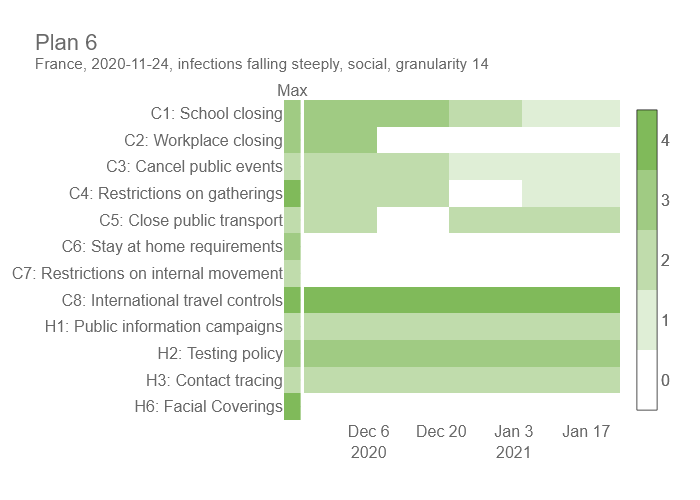 Plan 6
France, 2020-11-24, infections falling steeply, social, granularity 14
Max
C1: School closing
C2: Workplace closing
C3: Cancel public events
C4: Restrictions on gatherings
C5: Close public transport
C6: Stay at home requirements
C7: Restrictions on internal movement
C8: International travel controls
H1: Public information campaigns
H2: Testing policy
H3: Contact tracing
H6: Facial Coverings
4
3
2
1
0
Dec 6 Dec 20 Jan 3 Jan 17
2020 2021